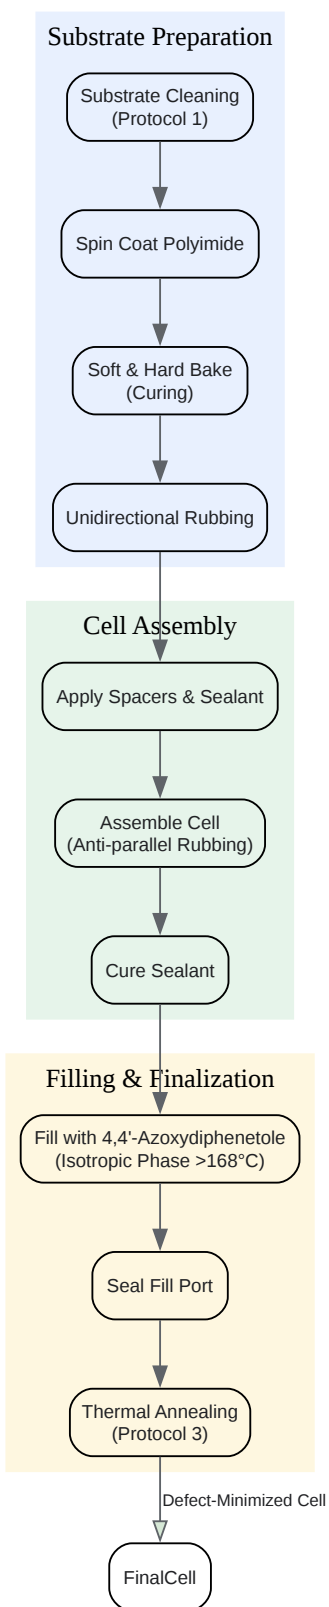 Substrate Preparation
Substrate Cleaning
(Protocol 1)
Spin Coat Polyimide
Soft & Hard Bake
(Curing)
Unidirectional Rubbing
Cell Assembly
Apply Spacers & Sealant
Assemble Cell
(Anti-parallel Rubbing)
Cure Sealant
Filling & Finalization
Fill with 4,4'-Azoxydiphenetole
(Isotropic Phase >168°C)
Seal Fill Port
Thermal Annealing
(Protocol 3)
Defect-Minimized Cell
FinalCell